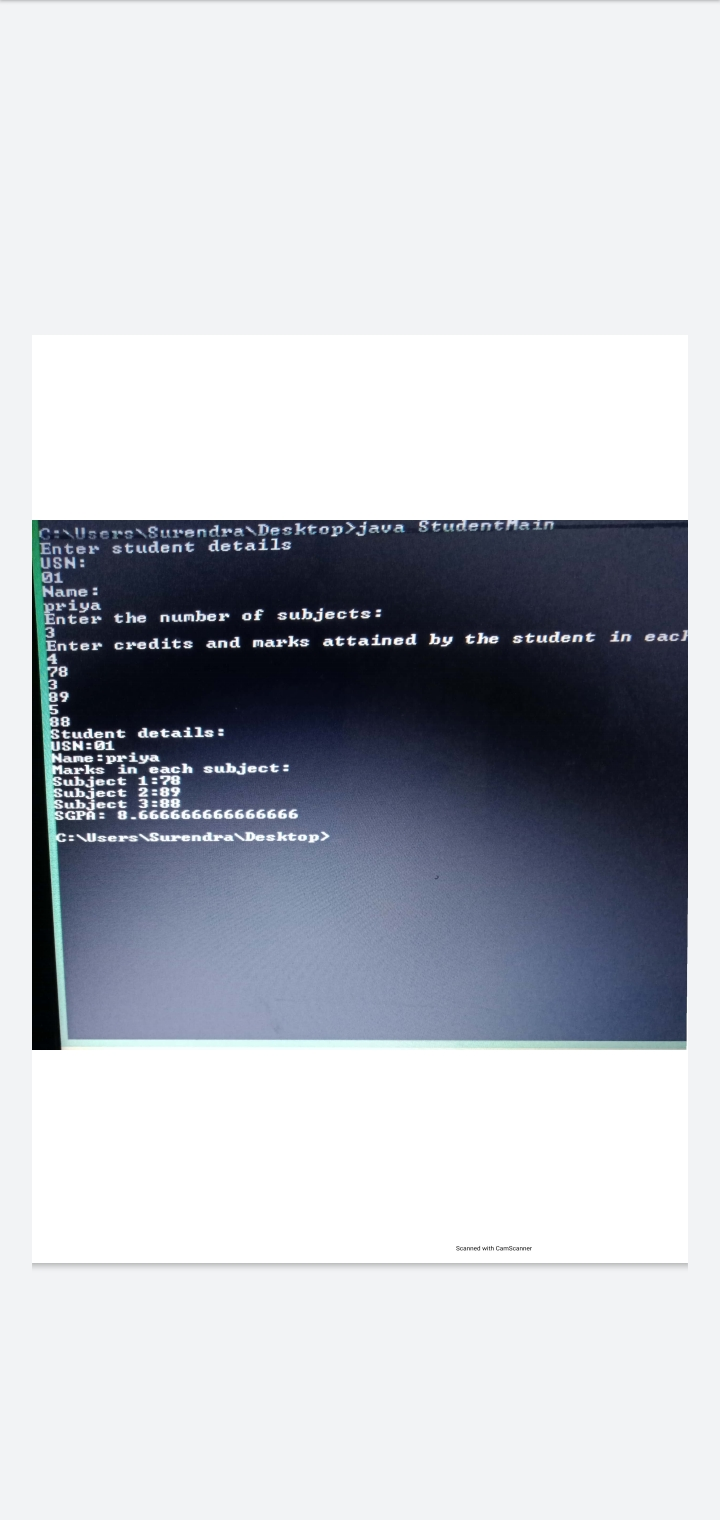 C:\Users\Surendra\Desktop>java StudentMain
Enter student details
USN:
01
Name:
priya
Enter the number of subjects:
3
Enter credits and marks attained by the student in each
4
78
3
89
5
88
Student details:
USN:01
Name:priya
Marks in each subject:
Subject 1:78
Subject 2:89
Subject 3:88
SGPA: 8.666666666666666
C:\Users\Surendra\Desktop>
Scanned with CamScanner